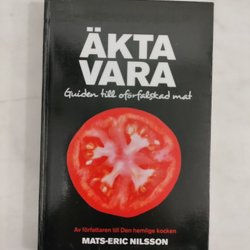 ÄKTA
VARA
Guiden till oförfalskad mat
Av författaren till Den hemlige kocken
MATS-ERIC NILSSON